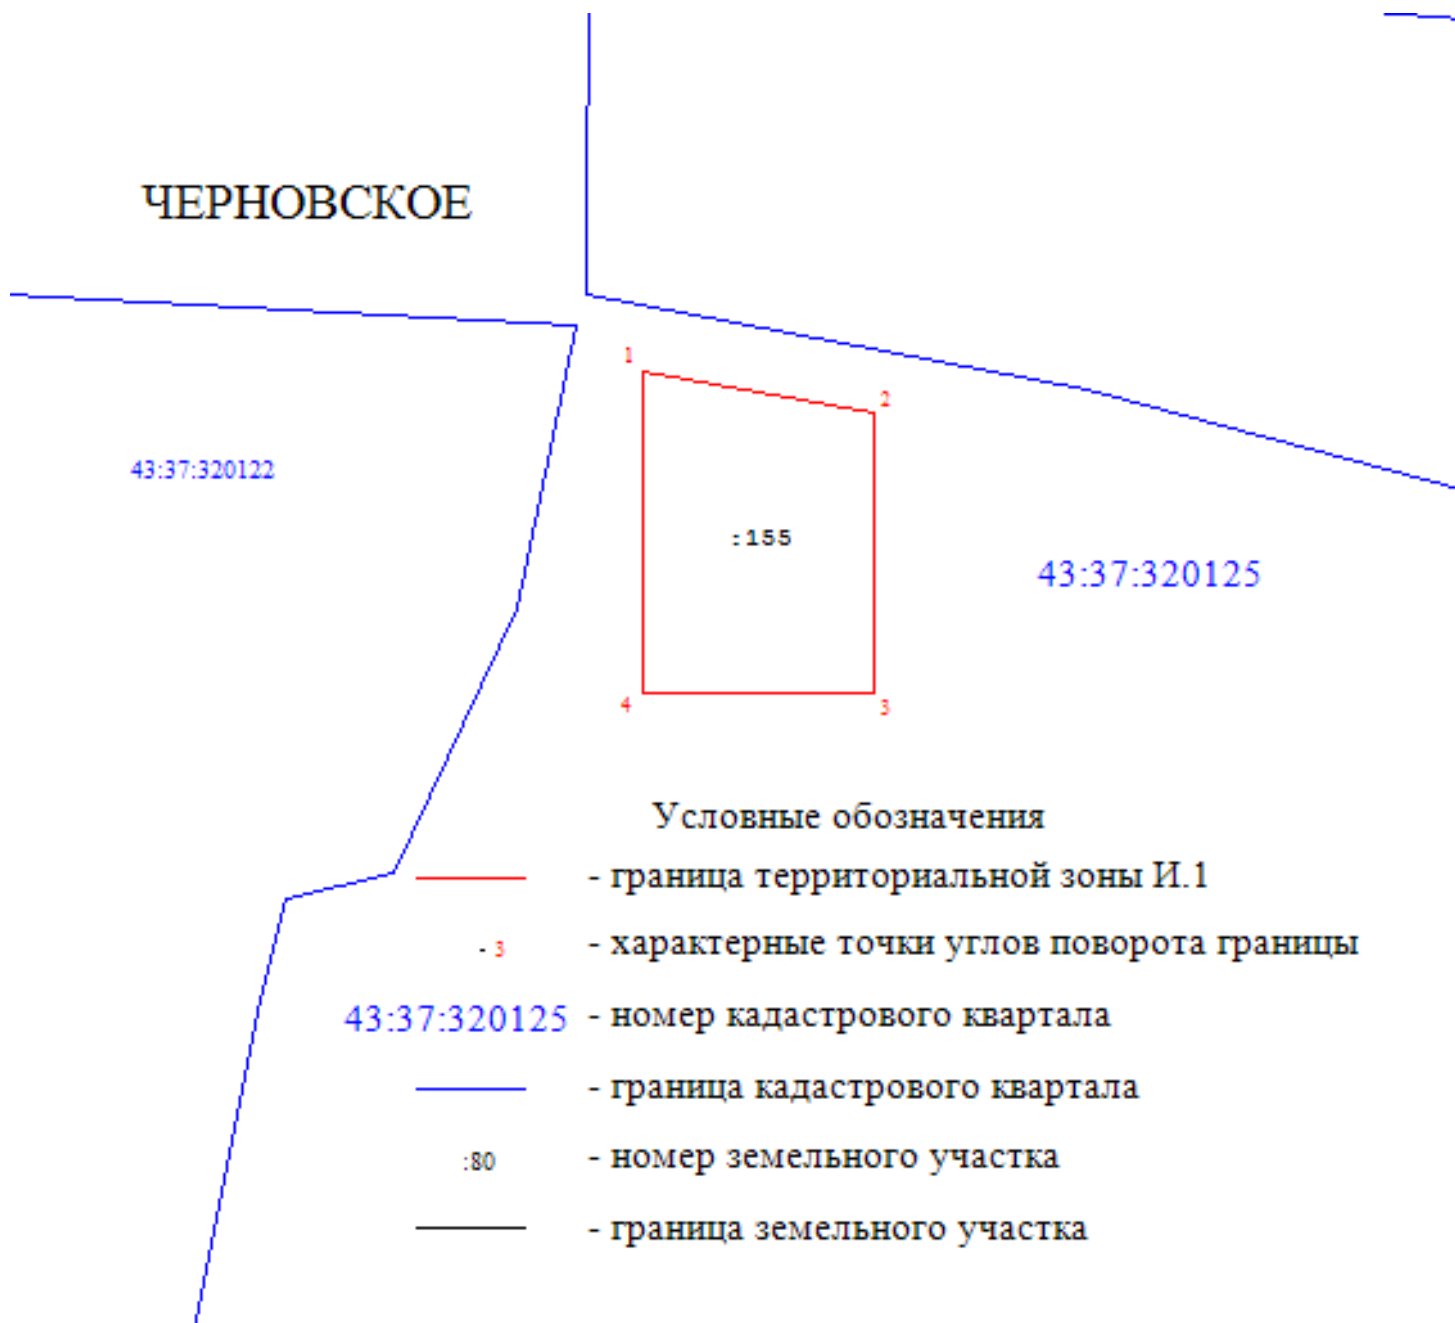 ЧЕРНОВСКОЕ
1
2
43:37:320122
:155
43:37:320125
4
3
Условные обозначения
- граница территориальной зоны И.1
- 3 - характерные точки углов поворота границы
43:37:320125 - номер кадастрового квартала
- граница кадастрового квартала
:80 - номер земельного участка
- граница земельного участка